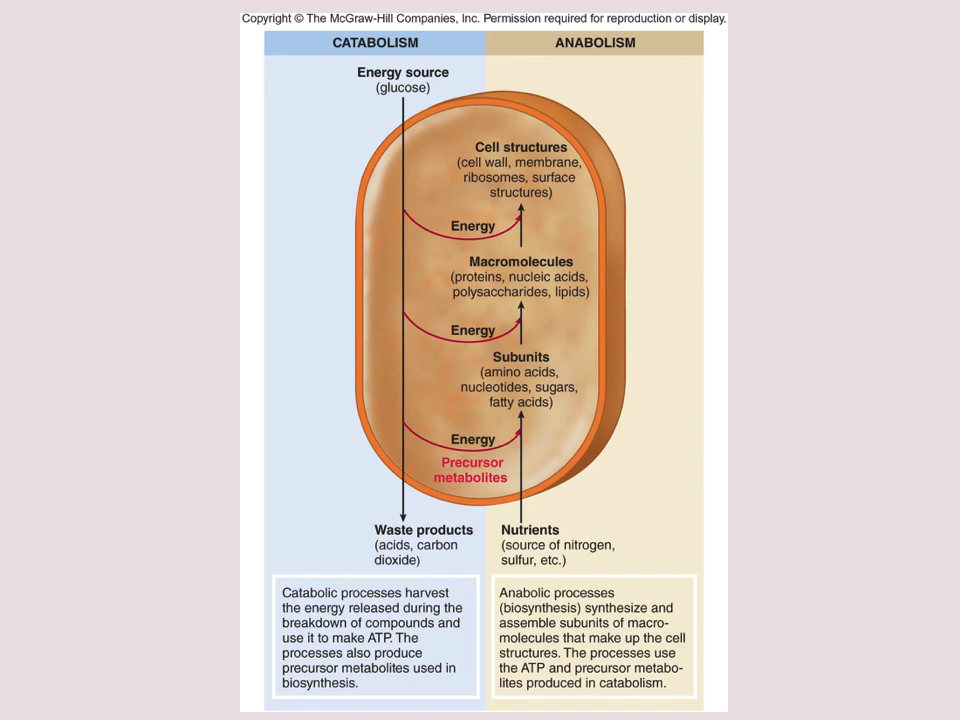 Copyright © The McGraw-Hill Companies, Inc. Permission required for reproduction or display.
CATABOLISM
ANABOLISM
Energy source
(glucose)
Cell structures
(cell wall, membrane,
ribosomes, surface
structures)
Energy
Macromolecules
(proteins, nucleic acids,
polysaccharides, lipids)
Energy
Subunits
(amino acids,
nucleotides, sugars,
fatty acids)
Energy
Precursor
metabolites
Waste products
(acids, carbon
dioxide)
Nutrients
(source of nitrogen,
sulfur, etc.)
Catabolic processes harvest
the energy released during the
breakdown of compounds and
use it to make ATP. The
processes also produce
precursor metabolites used in
biosynthesis.
Anabolic processes
(biosynthesis) synthesize and
assemble subunits of macro-
molecules that make up the cell
structures. The processes use
the ATP and precursor metabo-
lites produced in catabolism.